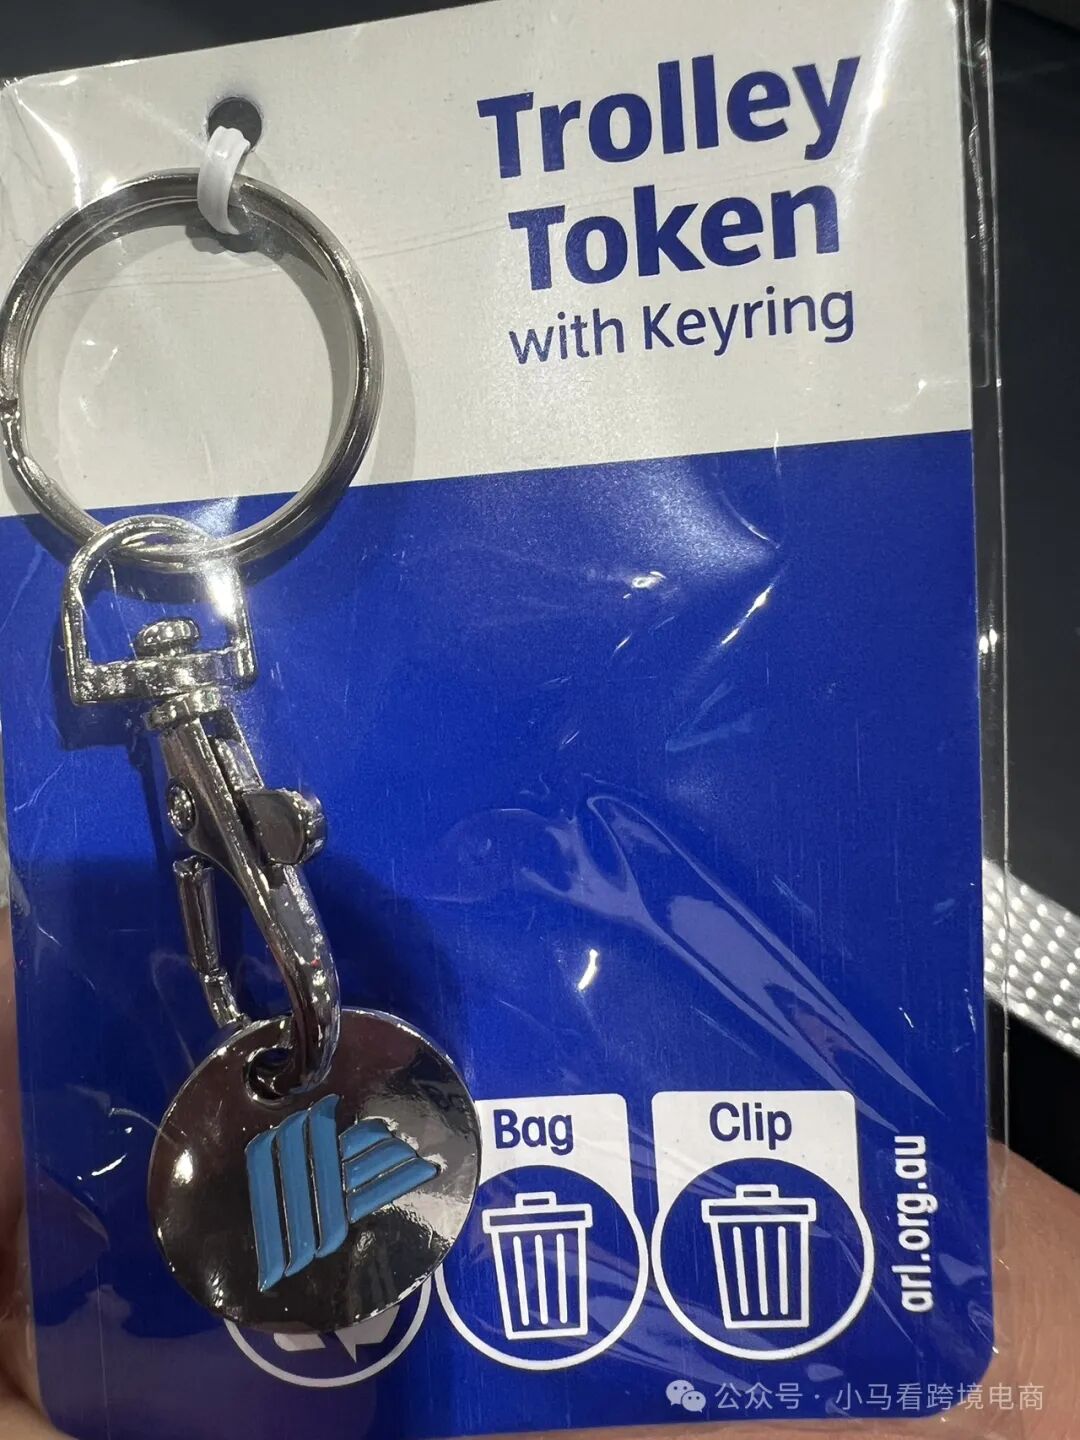 Trolley
Token
with Keyring
Bag
Clip
arl.org.au
公众号·小马看跨境电商